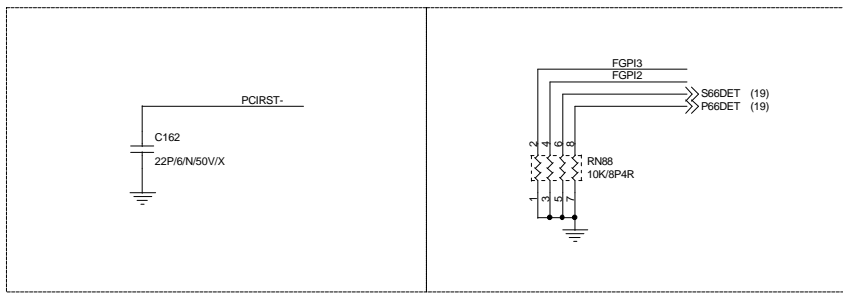 PCIRST-
C162
22P/6/N/50V/X
FGPI3
FGPI2
S66DET (19)
P66DET (19)
2 4 6 8
RN88
10K/8P4R
1 3 5 7